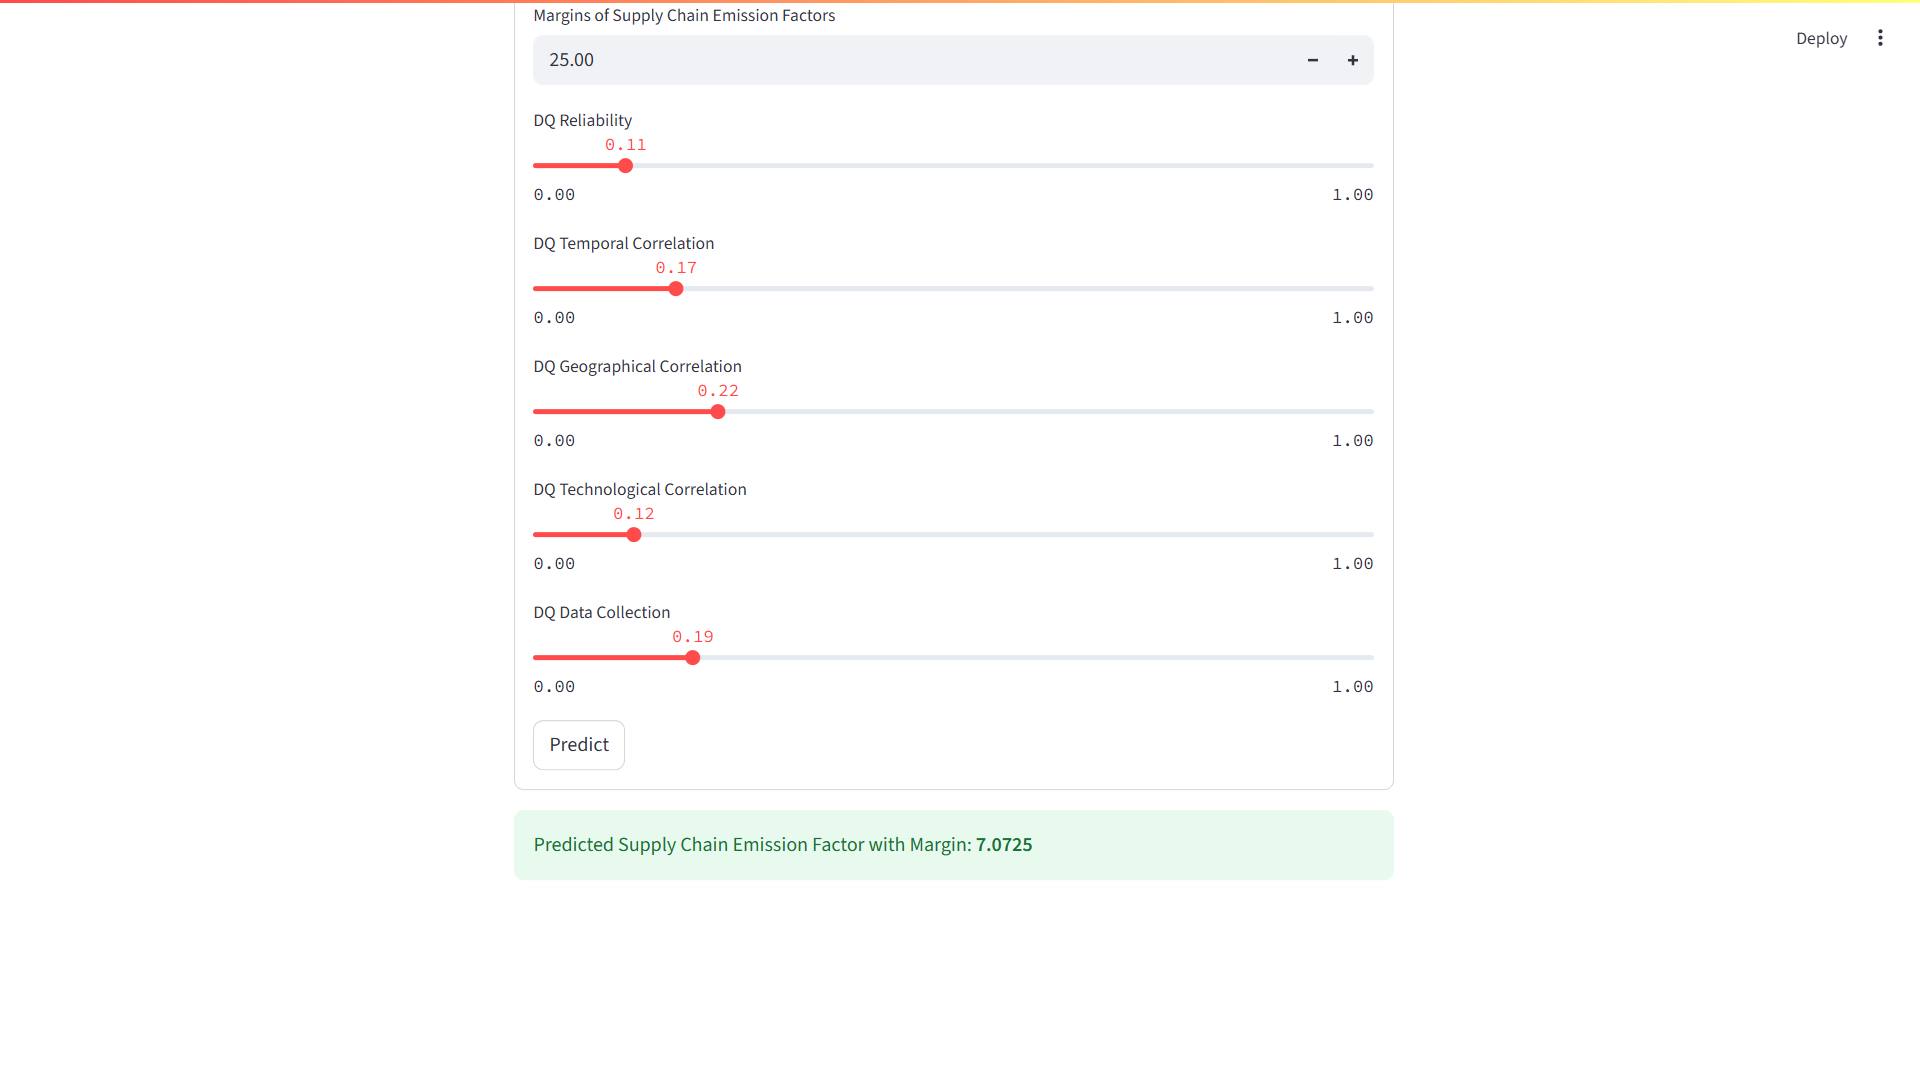 Margins of Supply Chain Emission Factors
Deploy
25.00
DQ Reliability
0.11
0.00 1.00
DQ Temporal Correlation
0.17
0.00 1.00
DQ Geographical Correlation
0.22
0.00 1.00
DQ Technological Correlation
0.12
0.00 1.00
DQ Data Collection
0.19
0.00 1.00
Predict
Predicted Supply Chain Emission Factor with Margin: 7.0725